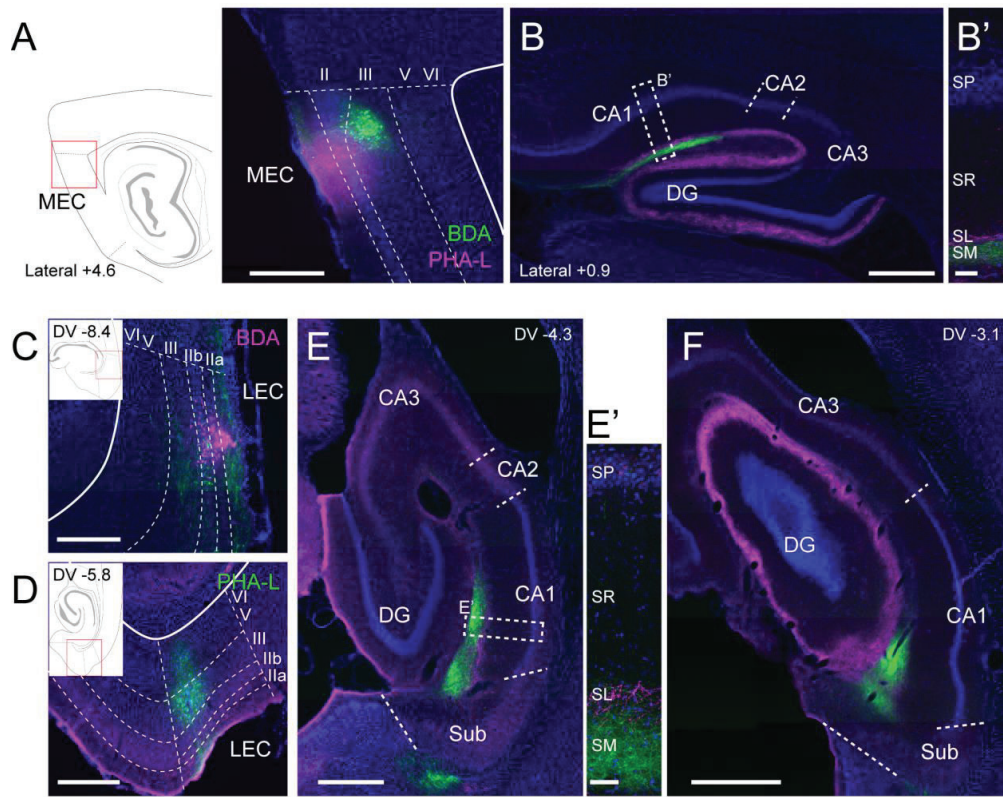 A
MEC
Lateral +4.6
II
III
V
VI
MEC
BDA
PHA-L
B
B'
CA1
CA2
CA3
DG
Lateral +0.9
B'
SP
SR
SL
SM
C
DV -8.4
VI
V
III
IIb
IIa
BDA
LEC
D
DV -5.8
PHA-L
VI
V
III
IIb
IIa
LEC
E
DV -4.3
CA3
CA2
CA1
DG
E'
Sub
E'
SP
SR
SL
SM
F
DV -3.1
CA3
DG
CA1
Sub